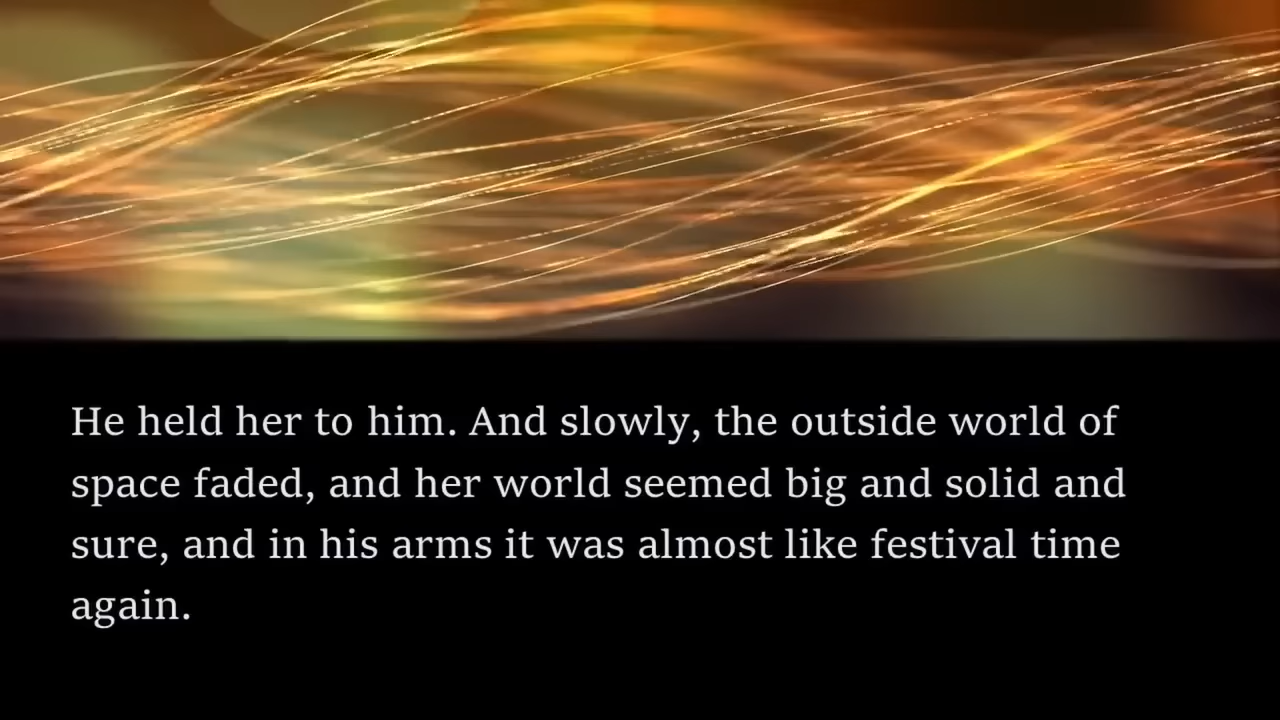 He held her to him. And slowly, the outside world of
space faded, and her world seemed big and solid and
sure, and in his arms it was almost like festival time
again.